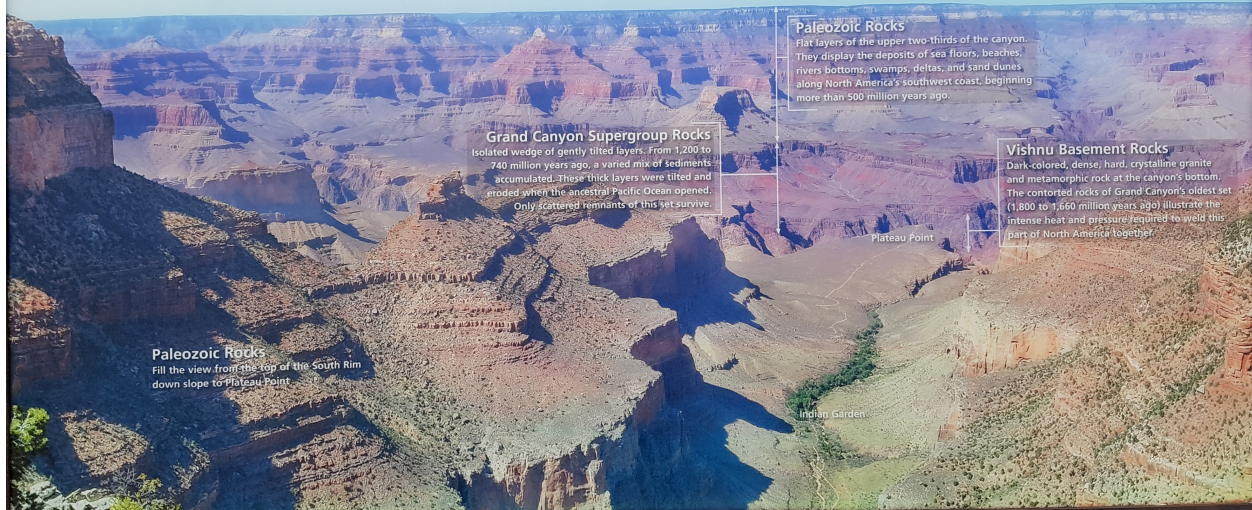 Paleozoic Rocks
Flat layers of the upper two-thirds of the canyon.
They display the deposits of sea floors, beaches,
rivers bottoms, swamps, deltas, and sand dunes
along North America's southwest coast, beginning
more than 500 million years ago.
Grand Canyon Supergroup Rocks
Isolated wedge of gently tilted layers. From 1,200 to
740 million years ago, a varied mix of sediments
accumulated. These thick layers were tilted and
eroded when the ancestral Pacific Ocean opened.
Only scattered remnants of this set survive.
Vishnu Basement Rocks
Dark-colored, dense, hard, crystalline granite
and metamorphic rock at the canyon's bottom.
The contorted rocks of Grand Canyon's oldest set
(1,800 to 1,660 million years ago) illustrate the
intense heat and pressure required to weld this
part of North America together.
Plateau Point
Paleozoic Rocks
Fill the view from the top of the South Rim
down slope to Plateau Point
Indian Garden